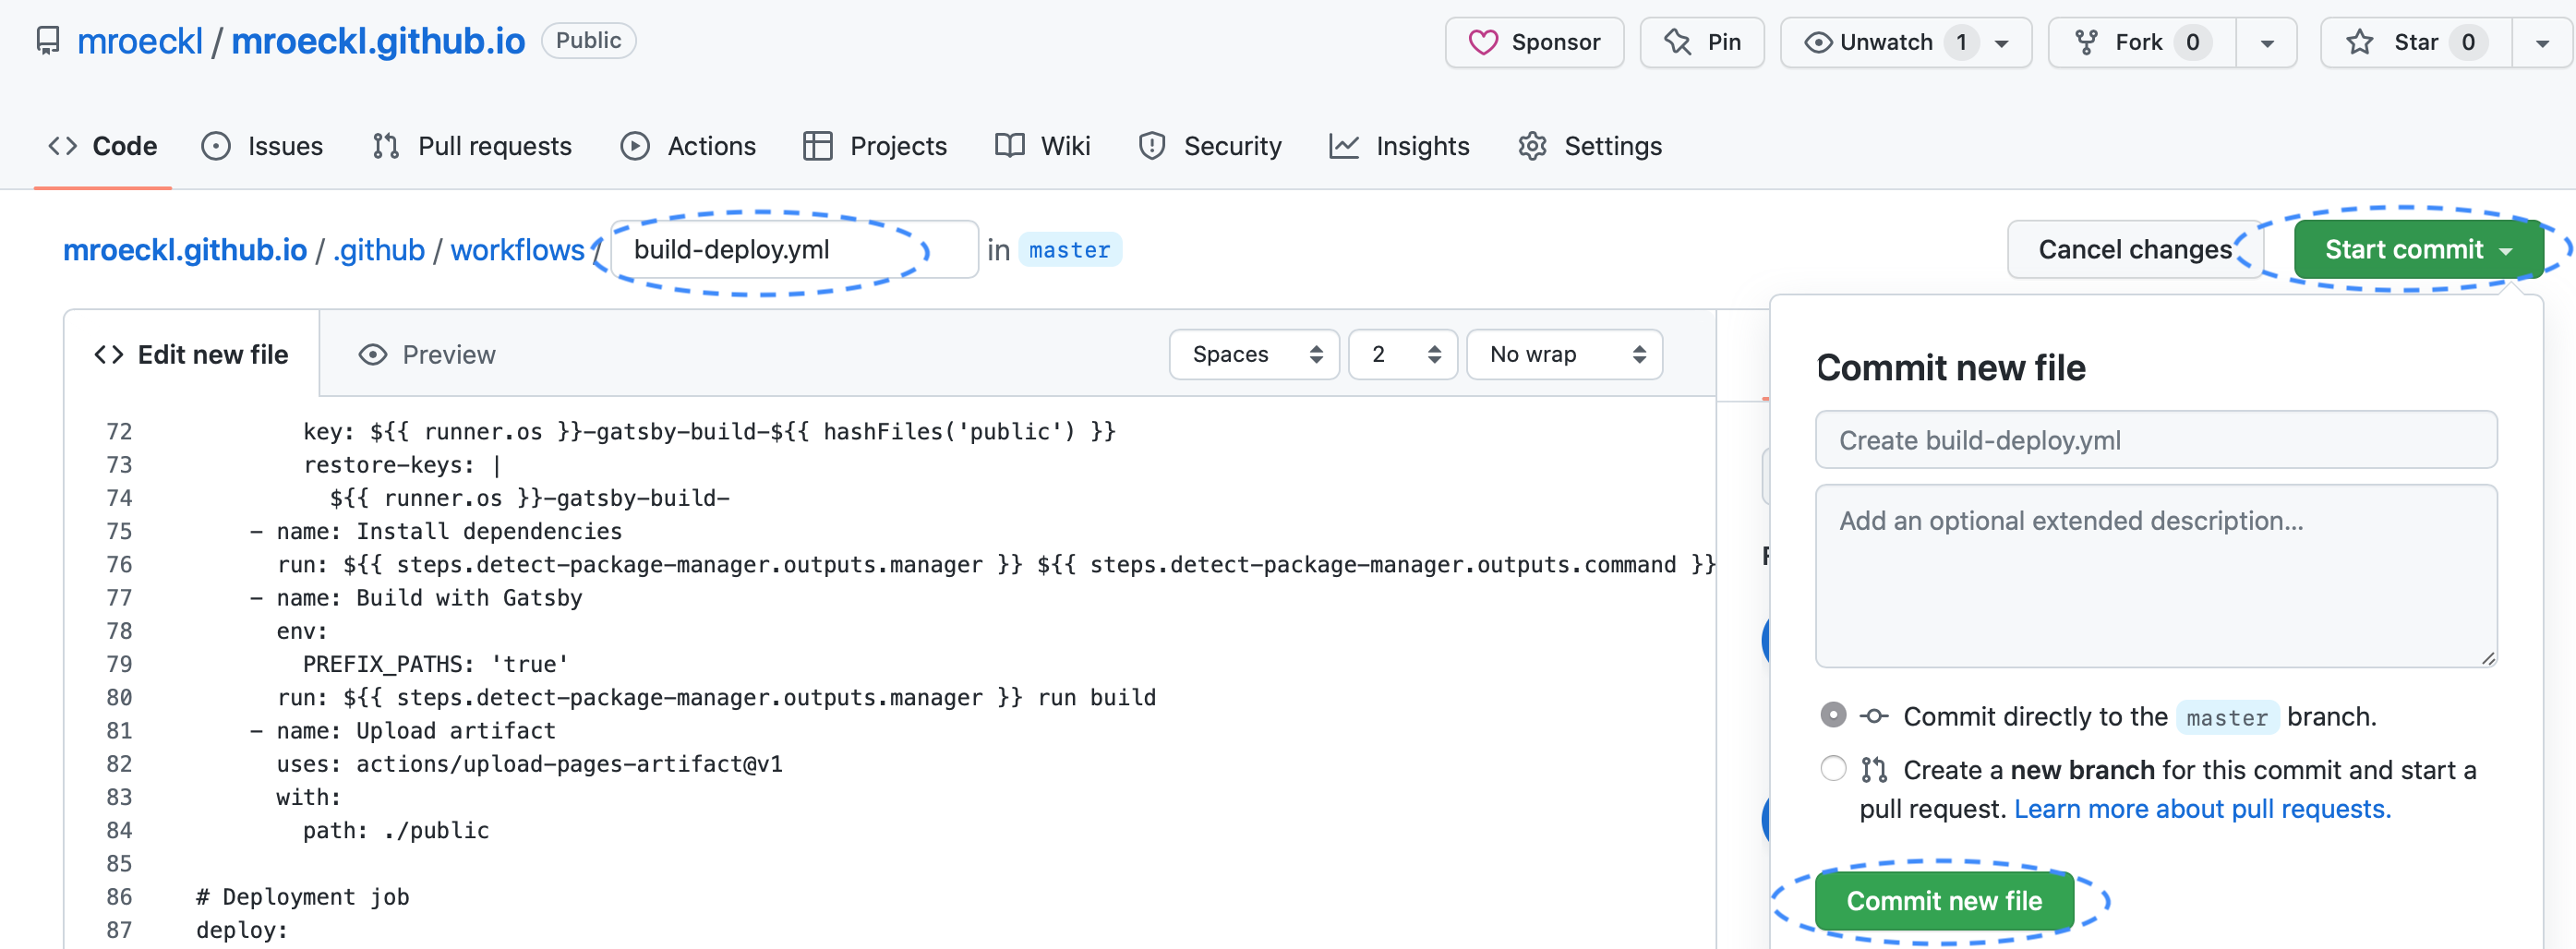 mroeckl / mroeckl.github.io Public Sponsor Pin Unwatch 1 Fork 0 Star 0
Code Issues Pull requests Actions Projects Wiki Security Insights Settings
mroeckl.github.io / .github / workflows / build-deploy.yml in master Cancel changes Start commit
Edit new file Preview Spaces 2 No wrap
72 key: ${{ runner.os }}-gatsby-build-${{ hashFiles('public') }}
73 restore-keys: |
74 ${{ runner.os }}-gatsby-build-
75 - name: Install dependencies
76 run: ${{ steps.detect-package-manager.outputs.manager }} ${{ steps.detect-package-manager.outputs.command }}
77 - name: Build with Gatsby
78 env:
79 PREFIX_PATHS: 'true'
80 run: ${{ steps.detect-package-manager.outputs.manager }} run build
81 - name: Upload artifact
82 uses: actions/upload-pages-artifact@v1
83 with:
84 path: ./public
85
86 # Deployment job
87 deploy:
Commit new file
Create build-deploy.yml
Add an optional extended description...
Commit directly to the master branch.
Create a new branch for this commit and start a
pull request. Learn more about pull requests.
Commit new file